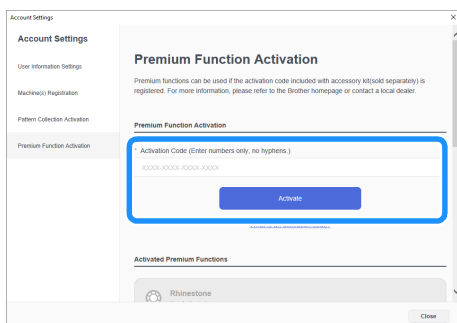 Account Settings
Account Settings
User Information Settings
Machine(s) Registration
Pattern Collection Activation
Premium Function Activation
Premium Function Activation
Premium functions can be used if the activation code included with accessory kit(sold separately) is
registered. For more information, please refer to the Brother homepage or contact a local dealer.
Premium Function Activation
* Activation Code (Enter numbers only, no hyphens.)
XXXX-XXXX-XXXX-XXXX
Activate
Activated Premium Functions
Rhinestone
Close